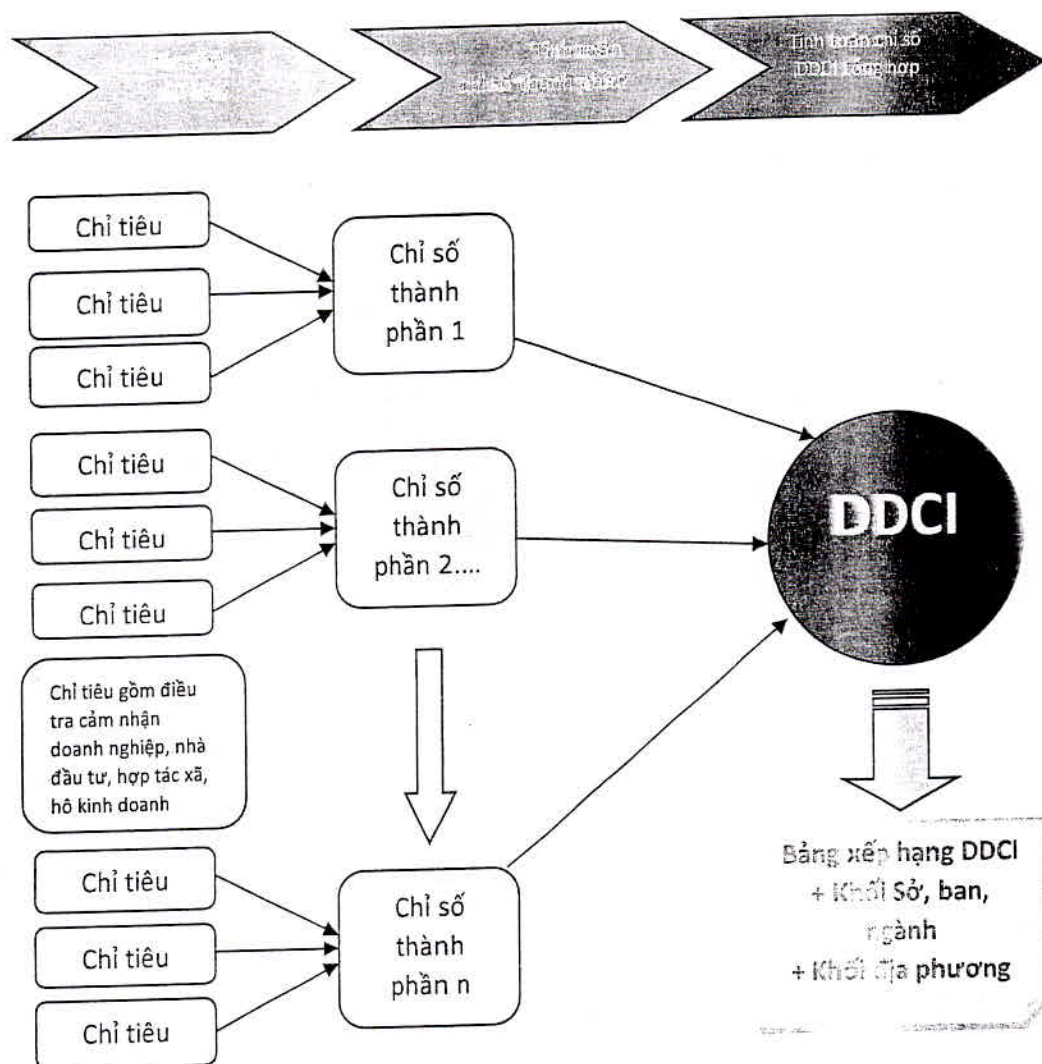 Tính toán chỉ số
DDCI tổng hợp
Chỉ tiêu
Chỉ tiêu
Chỉ tiêu
Chỉ số
thành
phần 1
Chỉ tiêu
Chỉ tiêu
Chỉ tiêu
Chỉ số
thành
phần 2....
DDCI
Chỉ tiêu gồm điều
tra cảm nhận
doanh nghiệp, nhà
đầu tư, hợp tác xã,
hô kinh doanh
Chỉ tiêu
Chỉ tiêu
Chỉ tiêu
Chỉ số
thành
phần n
Bảng xếp hạng DDCI
+ Khối Sở, ban,
ngành
+ Khối địa phương